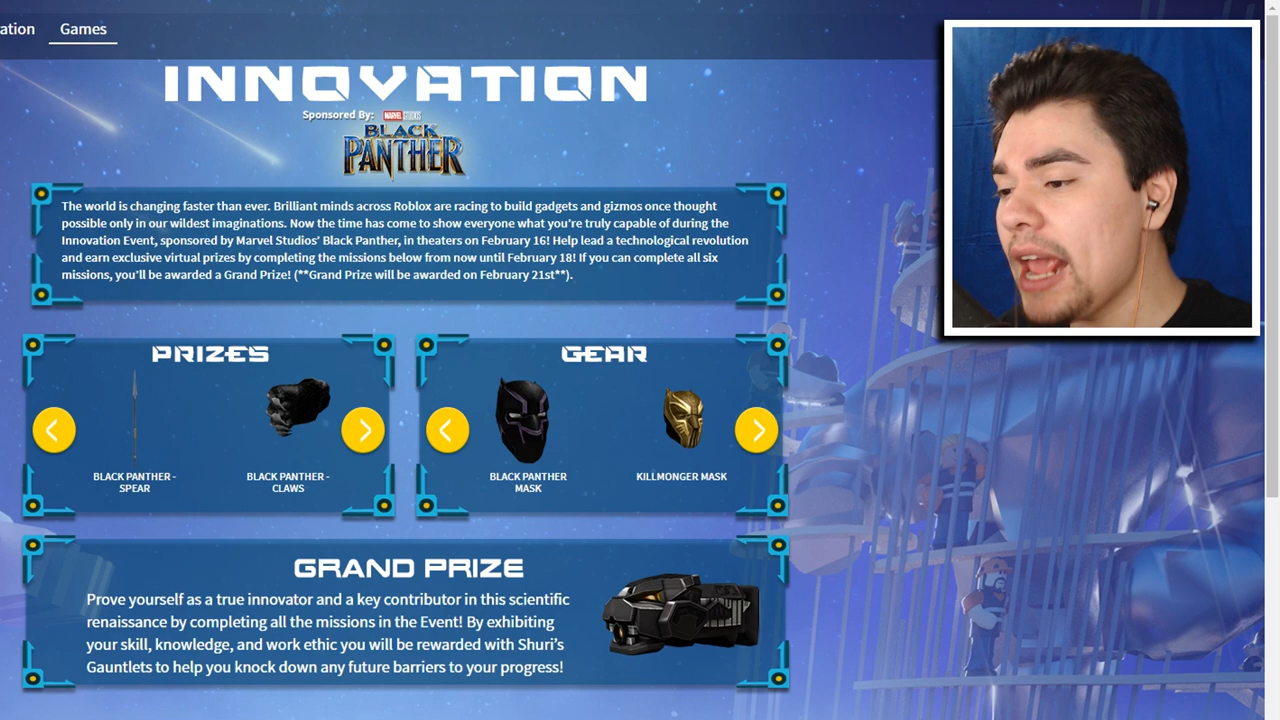 ration Games
INNOVATION
Sponsored By: MARVEL STUDIOS
BLACK
PANTHER
The world is changing faster than ever. Brilliant minds across Roblox are racing to build gadgets and gizmos once thought
possible only in our wildest imaginations. Now the time has come to show everyone what you're truly capable of during the
Innovation Event, sponsored by Marvel Studios' Black Panther, in theaters on February 16! Help lead a technological revolution
and earn exclusive virtual prizes by completing the missions below from now until February 18! If you can complete all six
missions, you'll be awarded a Grand Prize! (**Grand Prize will be awarded on February 21st**).
PRIZES
BLACK PANTHER -
SPEAR
BLACK PANTHER -
CLAWS
GEAR
BLACK PANTHER
MASK
KILLMONGER MASK
GRAND PRIZE
Prove yourself as a true innovator and a key contributor in this scientific
renaissance by completing all the missions in the Event! By exhibiting
your skill, knowledge, and work ethic you will be rewarded with Shuri's
Gauntlets to help you knock down any future barriers to your progress!